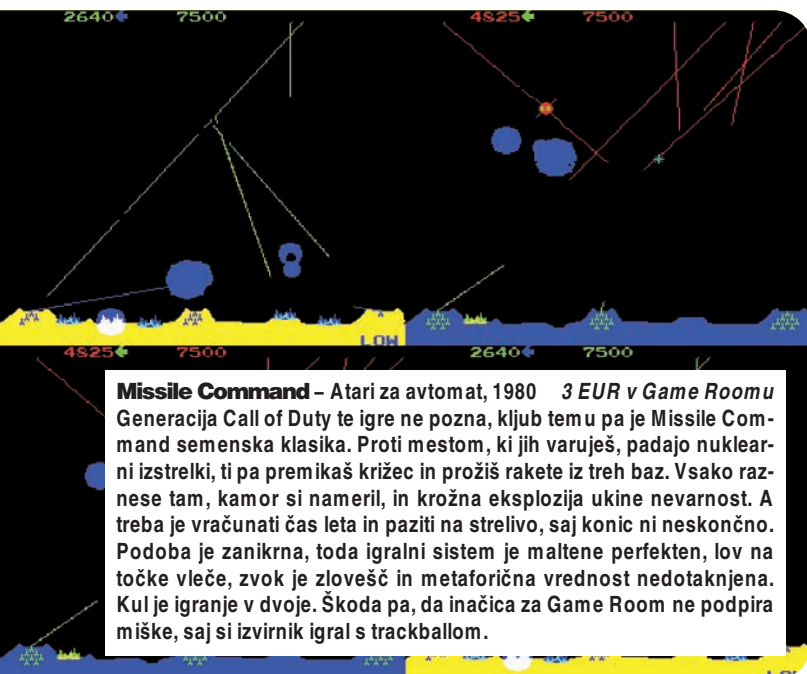 2640 7500
4825 7500
LOW
4825 7500
2640 7500
Missile Command – Atari za avtomat, 1980 3 EUR v Game Roomu
Generacija Call of Duty te igre ne pozna, kljub temu pa je Missile Com-
mand semenska klasika. Proti mestom, ki jih varuješ, padajo nuklear-
ni izstrelki, ti pa premikaš križec in prožiš rakete iz treh baz. Vsako raz-
nese tam, kamor si nameril, in krožna eksplozija ukine nevarnost. A
treba je vračunati čas leta in paziti na strelivo, saj konic ni neskončno.
Podoba je zanikrna, toda igralni sistem je maltene perfekten, lov na
točke vleče, zvok je zlovešč in metaforična vrednost nedotaknjena.
Kul je igranje v dvoje. Škoda pa, da inačica za Game Room ne podpira
miške, saj si izvirnik igral s trackballom.